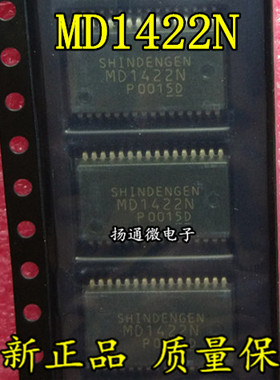 MD1422N
SHINDENGEN
MD1422N
P0015D
SHINDENGEN
MD1422N
P0015D
扬通微电子
SHINDENGEN
MD1422N
新正品 质量保